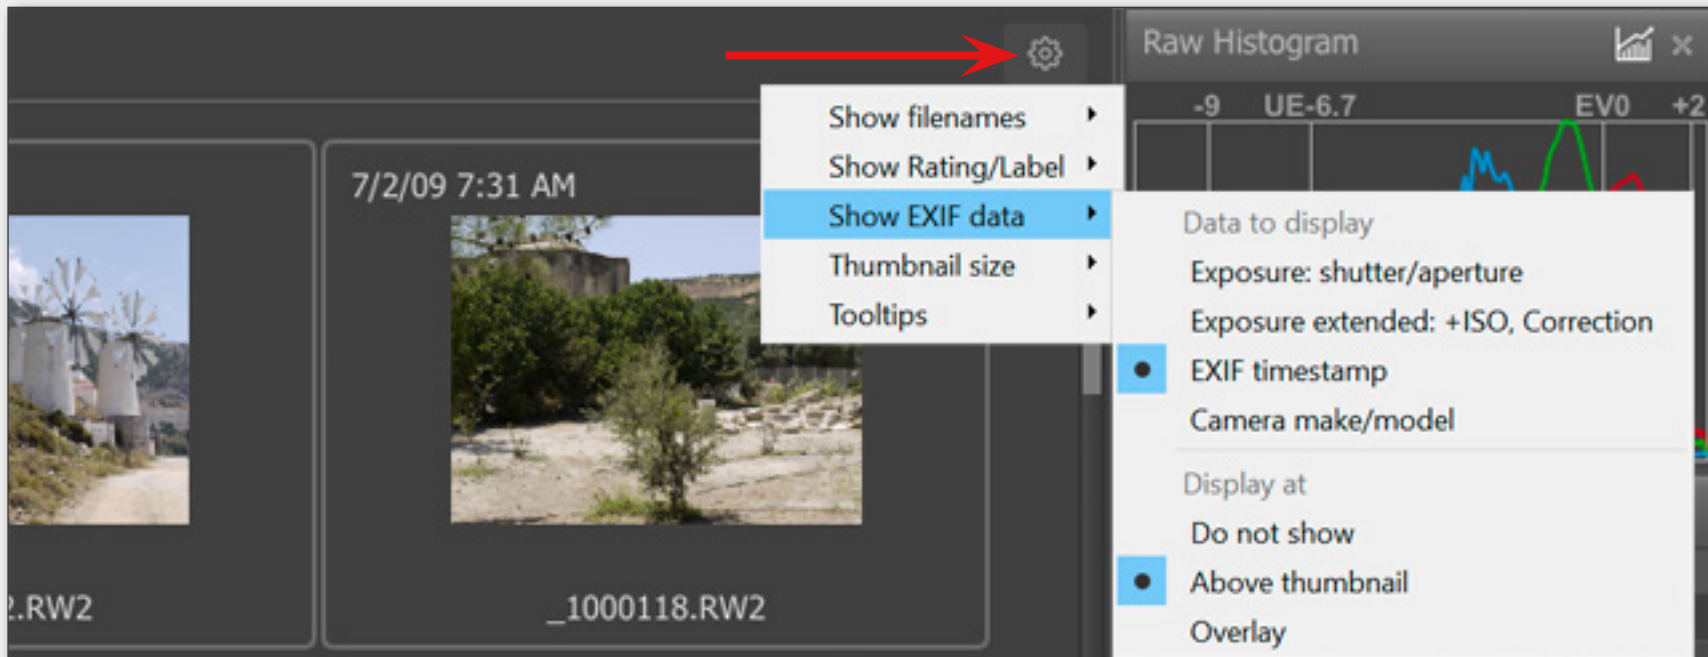 Raw Histogram
-9 UE-6.7 EV0 +2
7/2/09 7:31 AM
Show filenames
Show Rating/Label
Show EXIF data
Thumbnail size
Tooltips
Data to display
Exposure: shutter/aperture
Exposure extended: +ISO, Correction
EXIF timestamp
Camera make/model
Display at
Do not show
Above thumbnail
Overlay
.RW2
_1000118.RW2